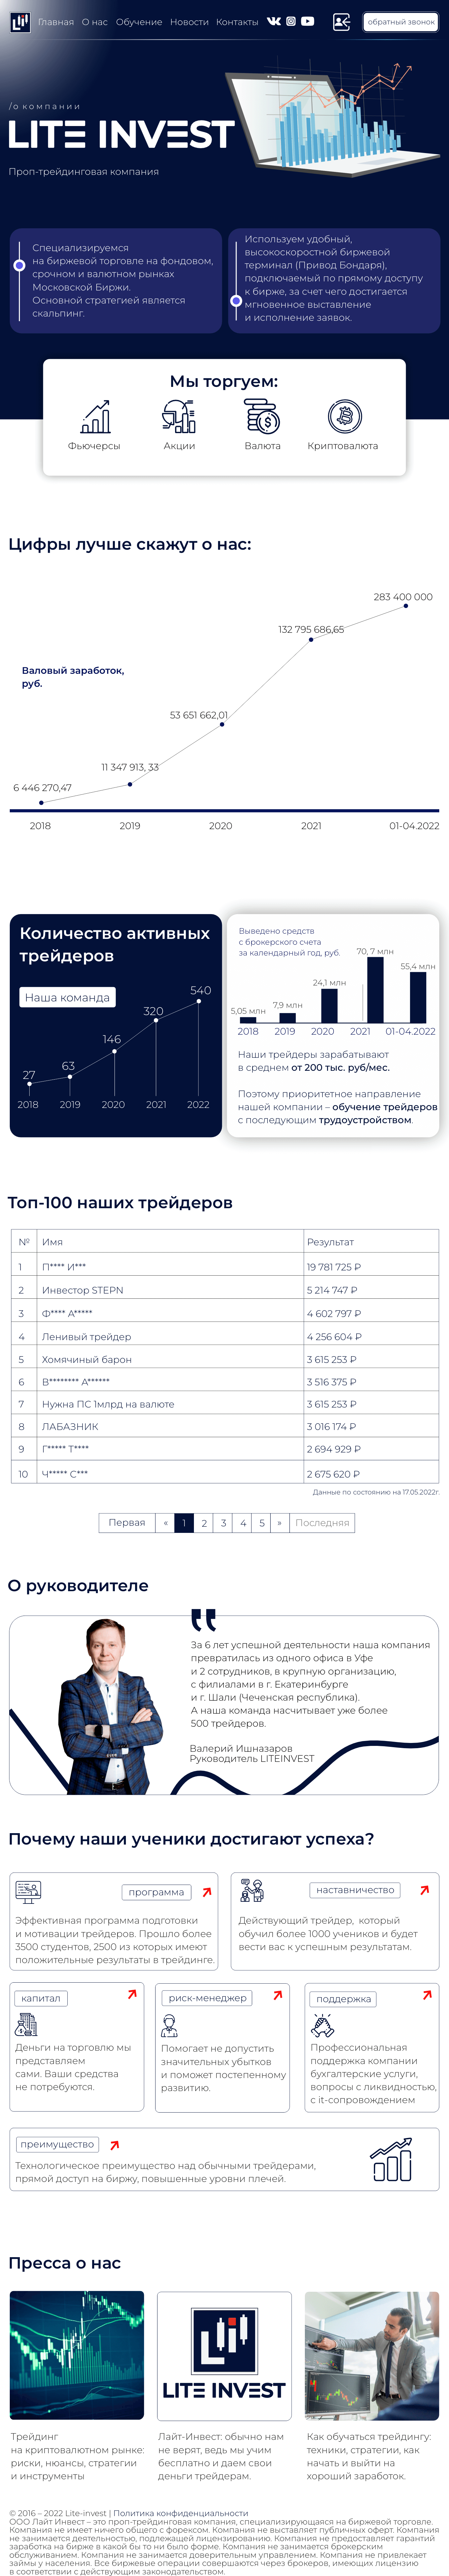 Главная О нас Обучение Новости Контакты обратный звонок
/о компании
LITE INVEST
Проп-трейдинговая компания
Специализируемся
на биржевой торговле на фондовом,
срочном и валютном рынках
Московской Биржи.
Основной стратегией является
скальпинг.
Используем удобный,
высокоскоростной биржевой
терминал (Привод Бондаря),
подключаемый по прямому доступу
к бирже, за счет чего достигается
мгновенное выставление
и исполнение заявок.
Мы торгуем:
Фьючерсы Акции Валюта Криптовалюта
Цифры лучше скажут о нас:
283 400 000
132 795 686,65
Валовый заработок,
руб.
53 651 662,01
11 347 913, 33
6 446 270,47
2018 2019 2020 2021 01-04.2022
Количество активных
трейдеров
Наша команда
540
320
146
63
27
2018 2019 2020 2021 2022
Выведено средств
с брокерского счета
за календарный год, руб.
70, 7 млн
55,4 млн
24,1 млн
7,9 млн
5,05 млн
2018 2019 2020 2021 01-04.2022
Наши трейдеры зарабатывают
в среднем от 200 тыс. руб/мес.
Поэтому приоритетное направление
нашей компании – обучение трейдеров
с последующим трудоустройством.
Топ-100 наших трейдеров
№ Имя Результат
1 П**** И*** 19 781 725 ₽
2 Инвестор STEPN 5 214 747 ₽
3 Ф**** А***** 4 602 797 ₽
4 Ленивый трейдер 4 256 604 ₽
5 Хомячиный барон 3 615 253 ₽
6 В******** А****** 3 516 375 ₽
7 Нужна ПС 1млрд на валюте 3 615 253 ₽
8 ЛАБАЗНИК 3 016 174 ₽
9 Г***** Т**** 2 694 929 ₽
10 Ч***** С*** 2 675 620 ₽
Данные по состоянию на 17.05.2022г.
Первая « 1 2 3 4 5 » Последняя
О руководителе
За 6 лет успешной деятельности наша компания
превратилась из одного офиса в Уфе
и 2 сотрудников, в крупную организацию,
с филиалами в г. Екатеринбурге
и г. Шали (Чеченская республика).
А наша команда насчитывает уже более
500 трейдеров.
Валерий Ишназаров
Руководитель LITEINVEST
Почему наши ученики достигают успеха?
программа
Эффективная программа подготовки
и мотивации трейдеров. Прошло более
3500 студентов, 2500 из которых имеют
положительные результаты в трейдинге.
наставничество
Действующий трейдер, который
обучил более 1000 учеников и будет
вести вас к успешным результатам.
капитал
Деньги на торговлю мы
представляем
сами. Ваши средства
не потребуются.
риск-менеджер
Помогает не допустить
значительных убытков
и поможет постепенному
развитию.
поддержка
Профессиональная
поддержка компании
бухгалтерские услуги,
вопросы с ликвидностью,
с it-сопровождением
преимущество
Технологическое преимущество над обычными трейдерами,
прямой доступ на биржу, повышенные уровни плечей.
Пресса о нас
LITE INVEST
Трейдинг
на криптовалютном рынке:
риски, нюансы, стратегии
и инструменты
Лайт-Инвест: обычно нам
не верят, ведь мы учим
бесплатно и даем свои
деньги трейдерам.
Как обучаться трейдингу:
техники, стратегии, как
начать и выйти на
хороший заработок.
© 2016 – 2022 Lite-invest | Политика конфиденциальности
ООО Лайт Инвест – это проп-трейдинговая компания, специализирующаяся на биржевой торговле.
Компания не имеет ничего общего с форексом. Компания не выставляет публичных оферт. Компания
не занимается деятельностью, подлежащей лицензированию. Компания не предоставляет гарантий
заработка на бирже в какой бы то ни было форме. Компания не занимается брокерским
обслуживанием. Компания не занимается доверительным управлением. Компания не привлекает
займы у населения. Все биржевые операции совершаются через брокеров, имеющих лицензию
в соответствии с действующим законодательством.